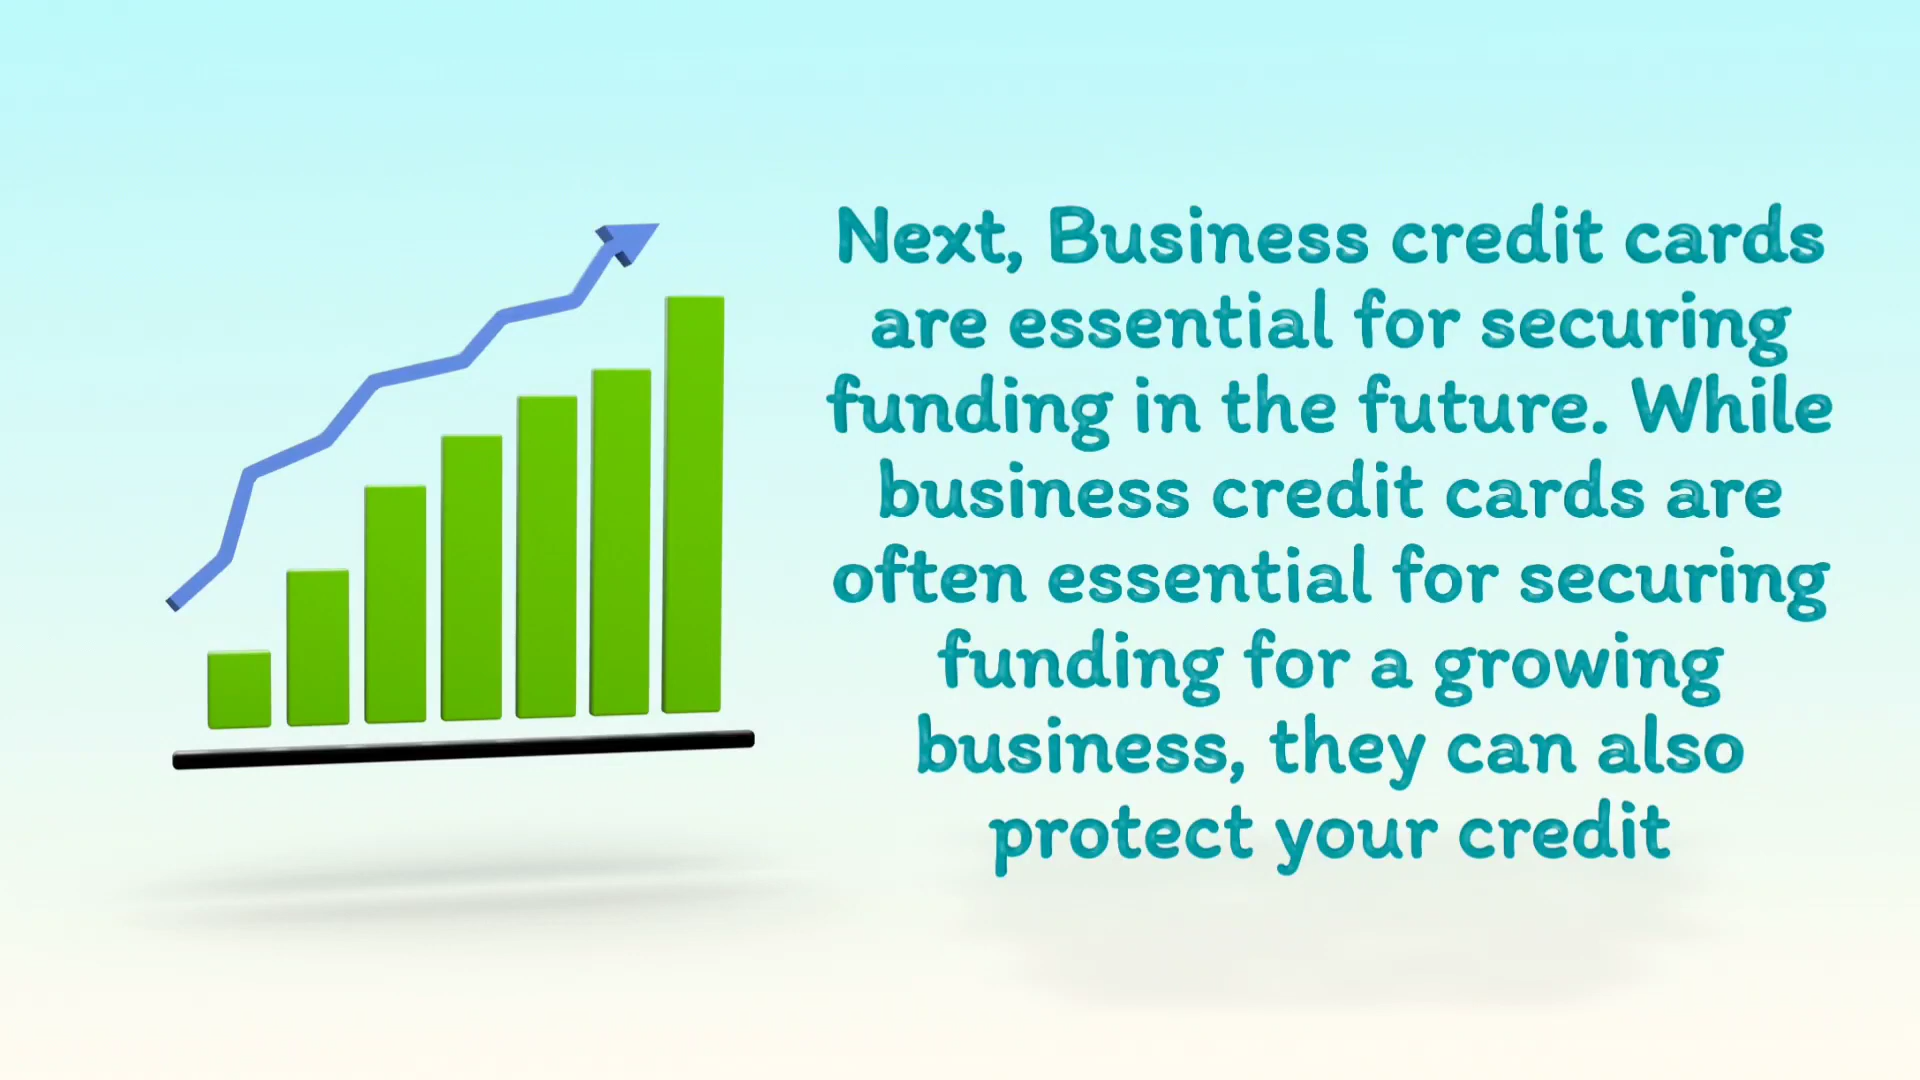 Next, Business credit cards
are essential for securing
funding in the future. While
business credit cards are
often essential for securing
funding for a growing
business, they can also
protect your credit